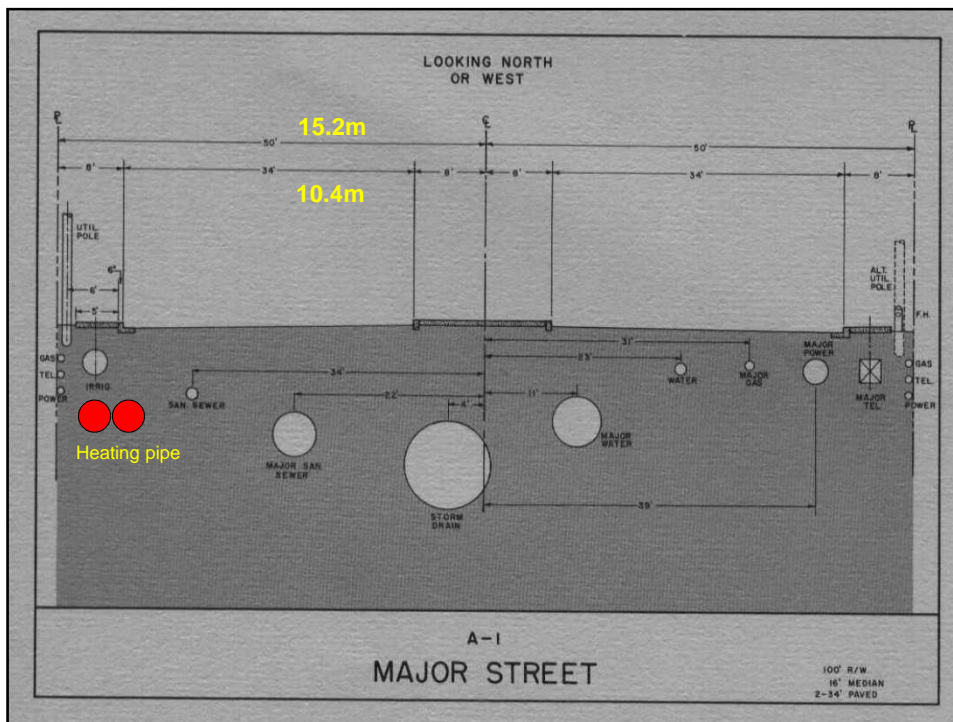 LOOKING NORTH
OR WEST
℄
15.2m
50'
50'
8'
34'
8'
8'
34'
8'
10.4m
UTIL.
POLE
6"
6'
5'
ALT.
UTIL
POLE
F.H.
31'
MAJOR
POWER
23'
GAS
TEL.
POWER
IRRIG
34'
SAN. SEWER
22'
4'
11'
WATER
MAJOR
GAS
MAJOR
TEL.
GAS
TEL.
POWER
Heating pipe
MAJOR SAN.
SEWER
STORM
DRAIN
MAJOR
WATER
39'
A-1
MAJOR STREET
100' R/W
16' MEDIAN
2-34' PAVED